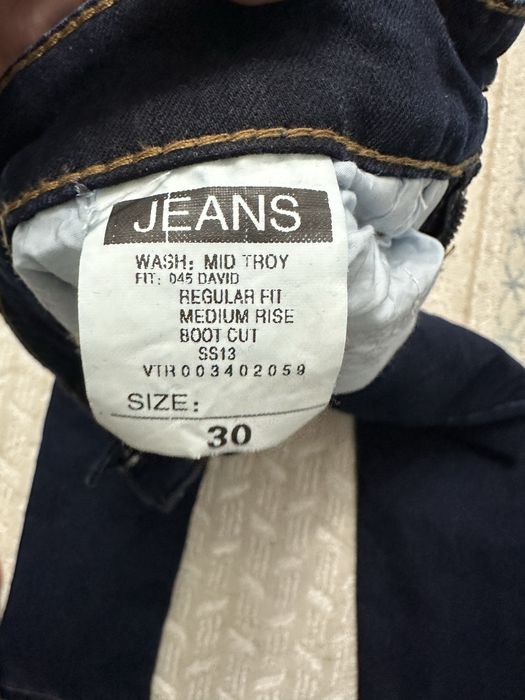 JEANS
WASH: MID TROY
FIT: 045 DAVID
REGULAR FIT
MEDIUM RISE
BOOT CUT
SS13
VTR003402059
SIZE:
30